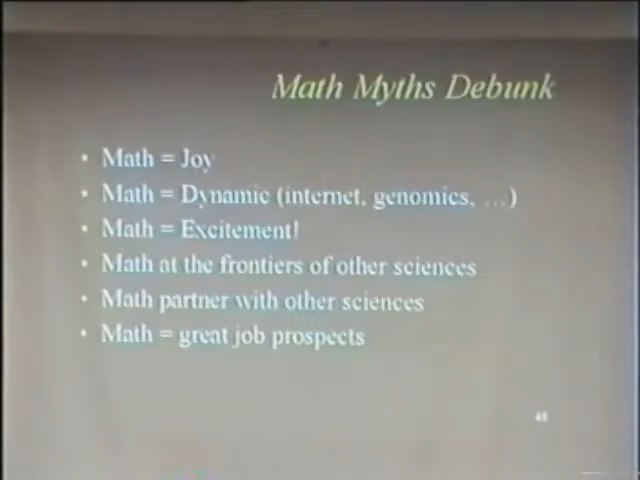 Math Myths Debunk
• Math = Joy
• Math = Dynamic (internet, genomics, …)
• Math = Excitement!
• Math at the frontiers of other sciences
• Math partner with other sciences
• Math = great job prospects